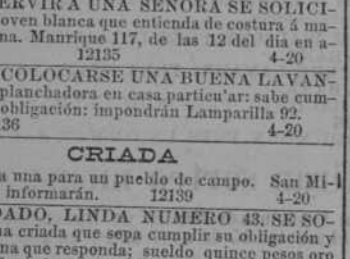 ERVIR A UNA SEÑORA SE SOLICI-
oven blanca que entienda de costura á ma-
na. Manrique 117, de las 12 del dia en a-
12135 4-20
COLOCARSE UNA BUENA LAVAN-
planchadora en casa particu'ar: sabe cum-
obligación: impondrán Lamparilla 92.
36 4-20
CRIADA
a una para un pueblo de campo. San Mi-
informarán. 12139 4-20
DADO, LINDA NUMERO 43, SE SO-
na criada que sepa cumplir su obligación y
na que responda; sueldo quince pesos oro